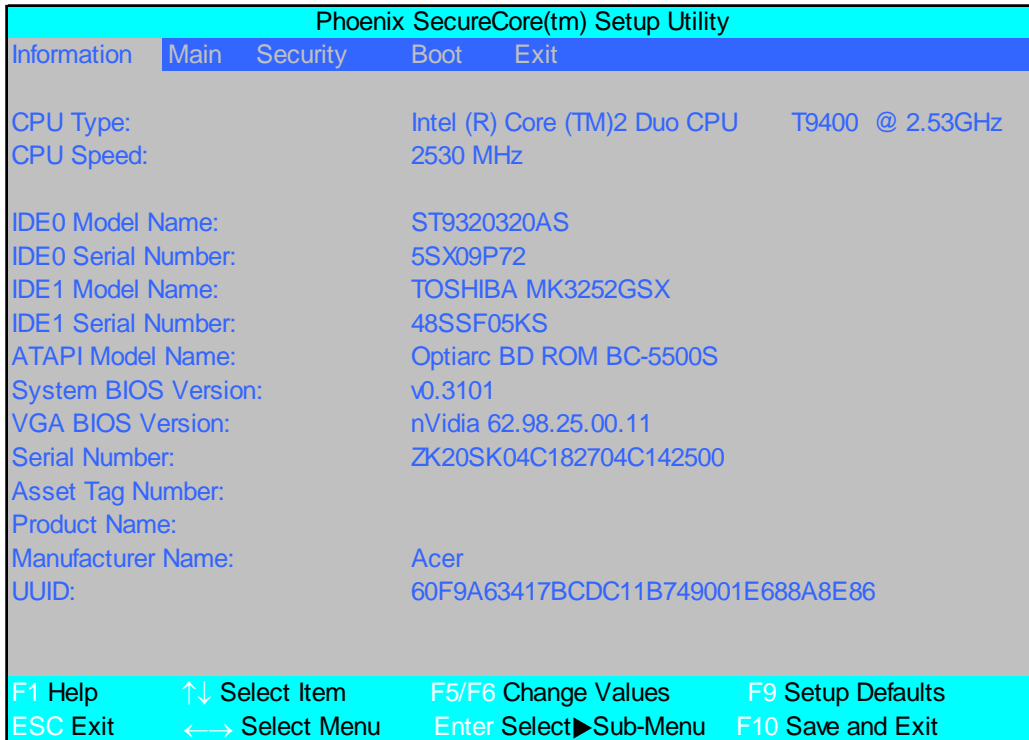 Phoenix SecureCore(tm) Setup Utility
Information Main Security Boot Exit
CPU Type: Intel (R) Core (TM)2 Duo CPU T9400 @ 2.53GHz
CPU Speed: 2530 MHz
IDE0 Model Name: ST9320320AS
IDE0 Serial Number: 5SX09P72
IDE1 Model Name: TOSHIBA MK3252GSX
IDE1 Serial Number: 48SSF05KS
ATAPI Model Name: Optiarc BD ROM BC-5500S
System BIOS Version: v0.3101
VGA BIOS Version: nVidia 62.98.25.00.11
Serial Number: ZK20SK04C182704C142500
Asset Tag Number:
Product Name:
Manufacturer Name: Acer
UUID: 60F9A63417BCDC11B749001E688A8E86
F1 Help ↑↓ Select Item F5/F6 Change Values F9 Setup Defaults
ESC Exit ←→ Select Menu Enter Select▶Sub-Menu F10 Save and Exit